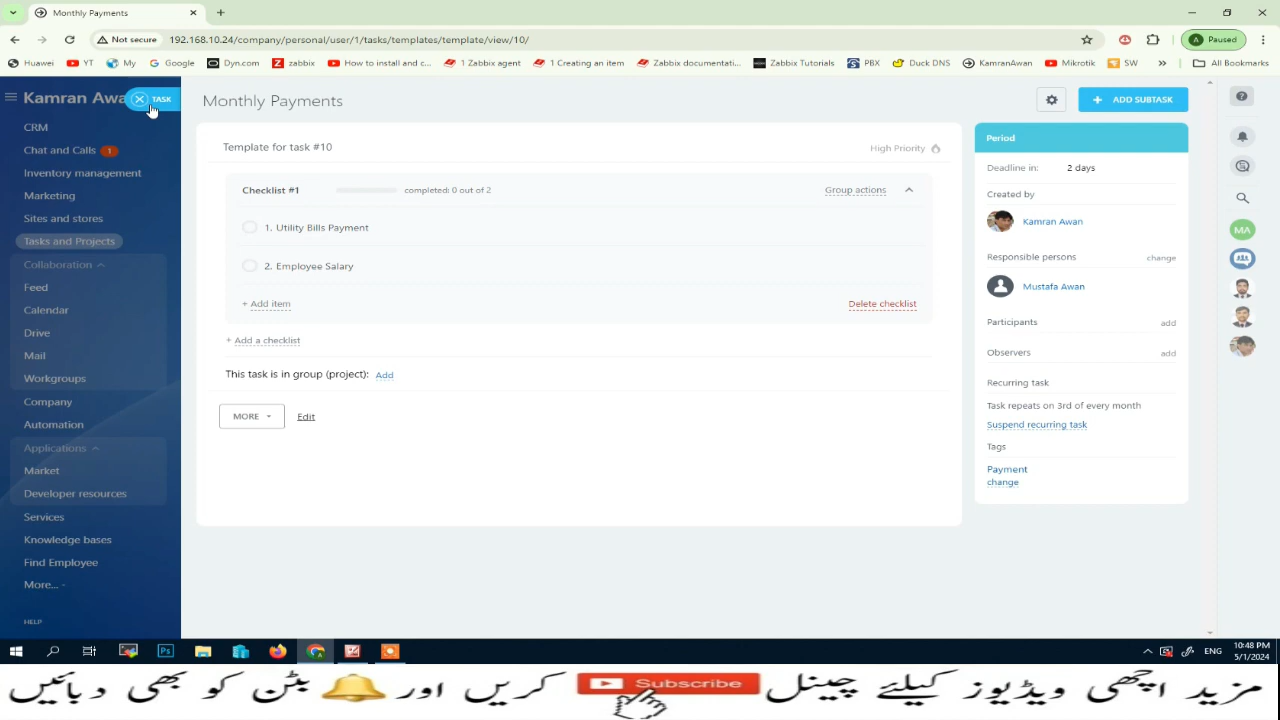 Monthly Payments
Not secure 192.168.10.24/company/personal/user/1/tasks/templates/template/view/10/ A Paused
Huawei YT My Google Dyn.com zabbix How to install and c... 1 Zabbix agent 1 Creating an item Zabbix documentati... Zabbix Tutorials PBX Duck DNS KamranAwan Mikrotik SW » All Bookmarks
Kamran Awa TASK
CRM
Chat and Calls 1
Inventory management
Marketing
Sites and stores
Tasks and Projects
Collaboration
Feed
Calendar
Drive
Mail
Workgroups
Company
Automation
Applications
Market
Developer resources
Services
Knowledge bases
Find Employee
More...
HELP
Monthly Payments
ADD SUBTASK
Template for task #10
High Priority
Checklist #1 completed: 0 out of 2 Group actions
1. Utility Bills Payment
2. Employee Salary
+ Add item Delete checklist
+ Add a checklist
This task is in group (project): Add
MORE Edit
Period
Deadline in: 2 days
Created by
Kamran Awan
Responsible persons change
Mustafa Awan
Participants add
Observers add
Recurring task
Task repeats on 3rd of every month
Suspend recurring task
Tags
Payment
change
MA
ENG 10:48 PM
5/1/2024
مزید اچھی ویڈیوز کیلئے چینل Subscribe کریں اور بٹن کو بھی دبائیں